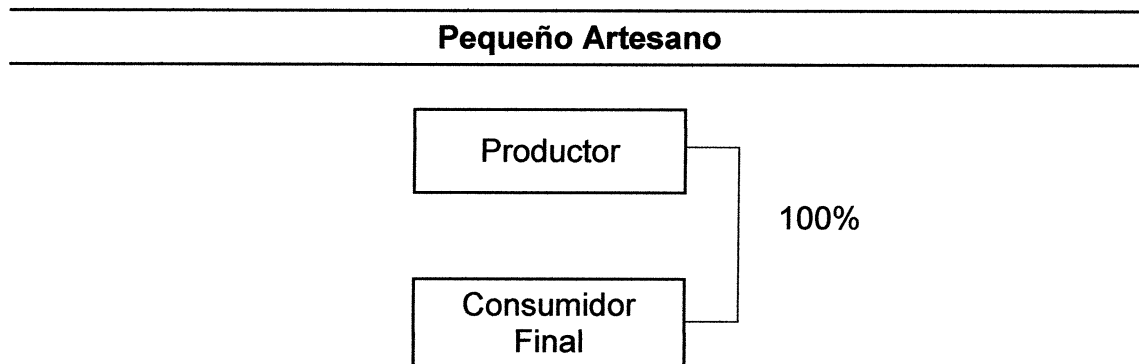 Pequeño Artesano
Productor
100%
Consumidor
Final